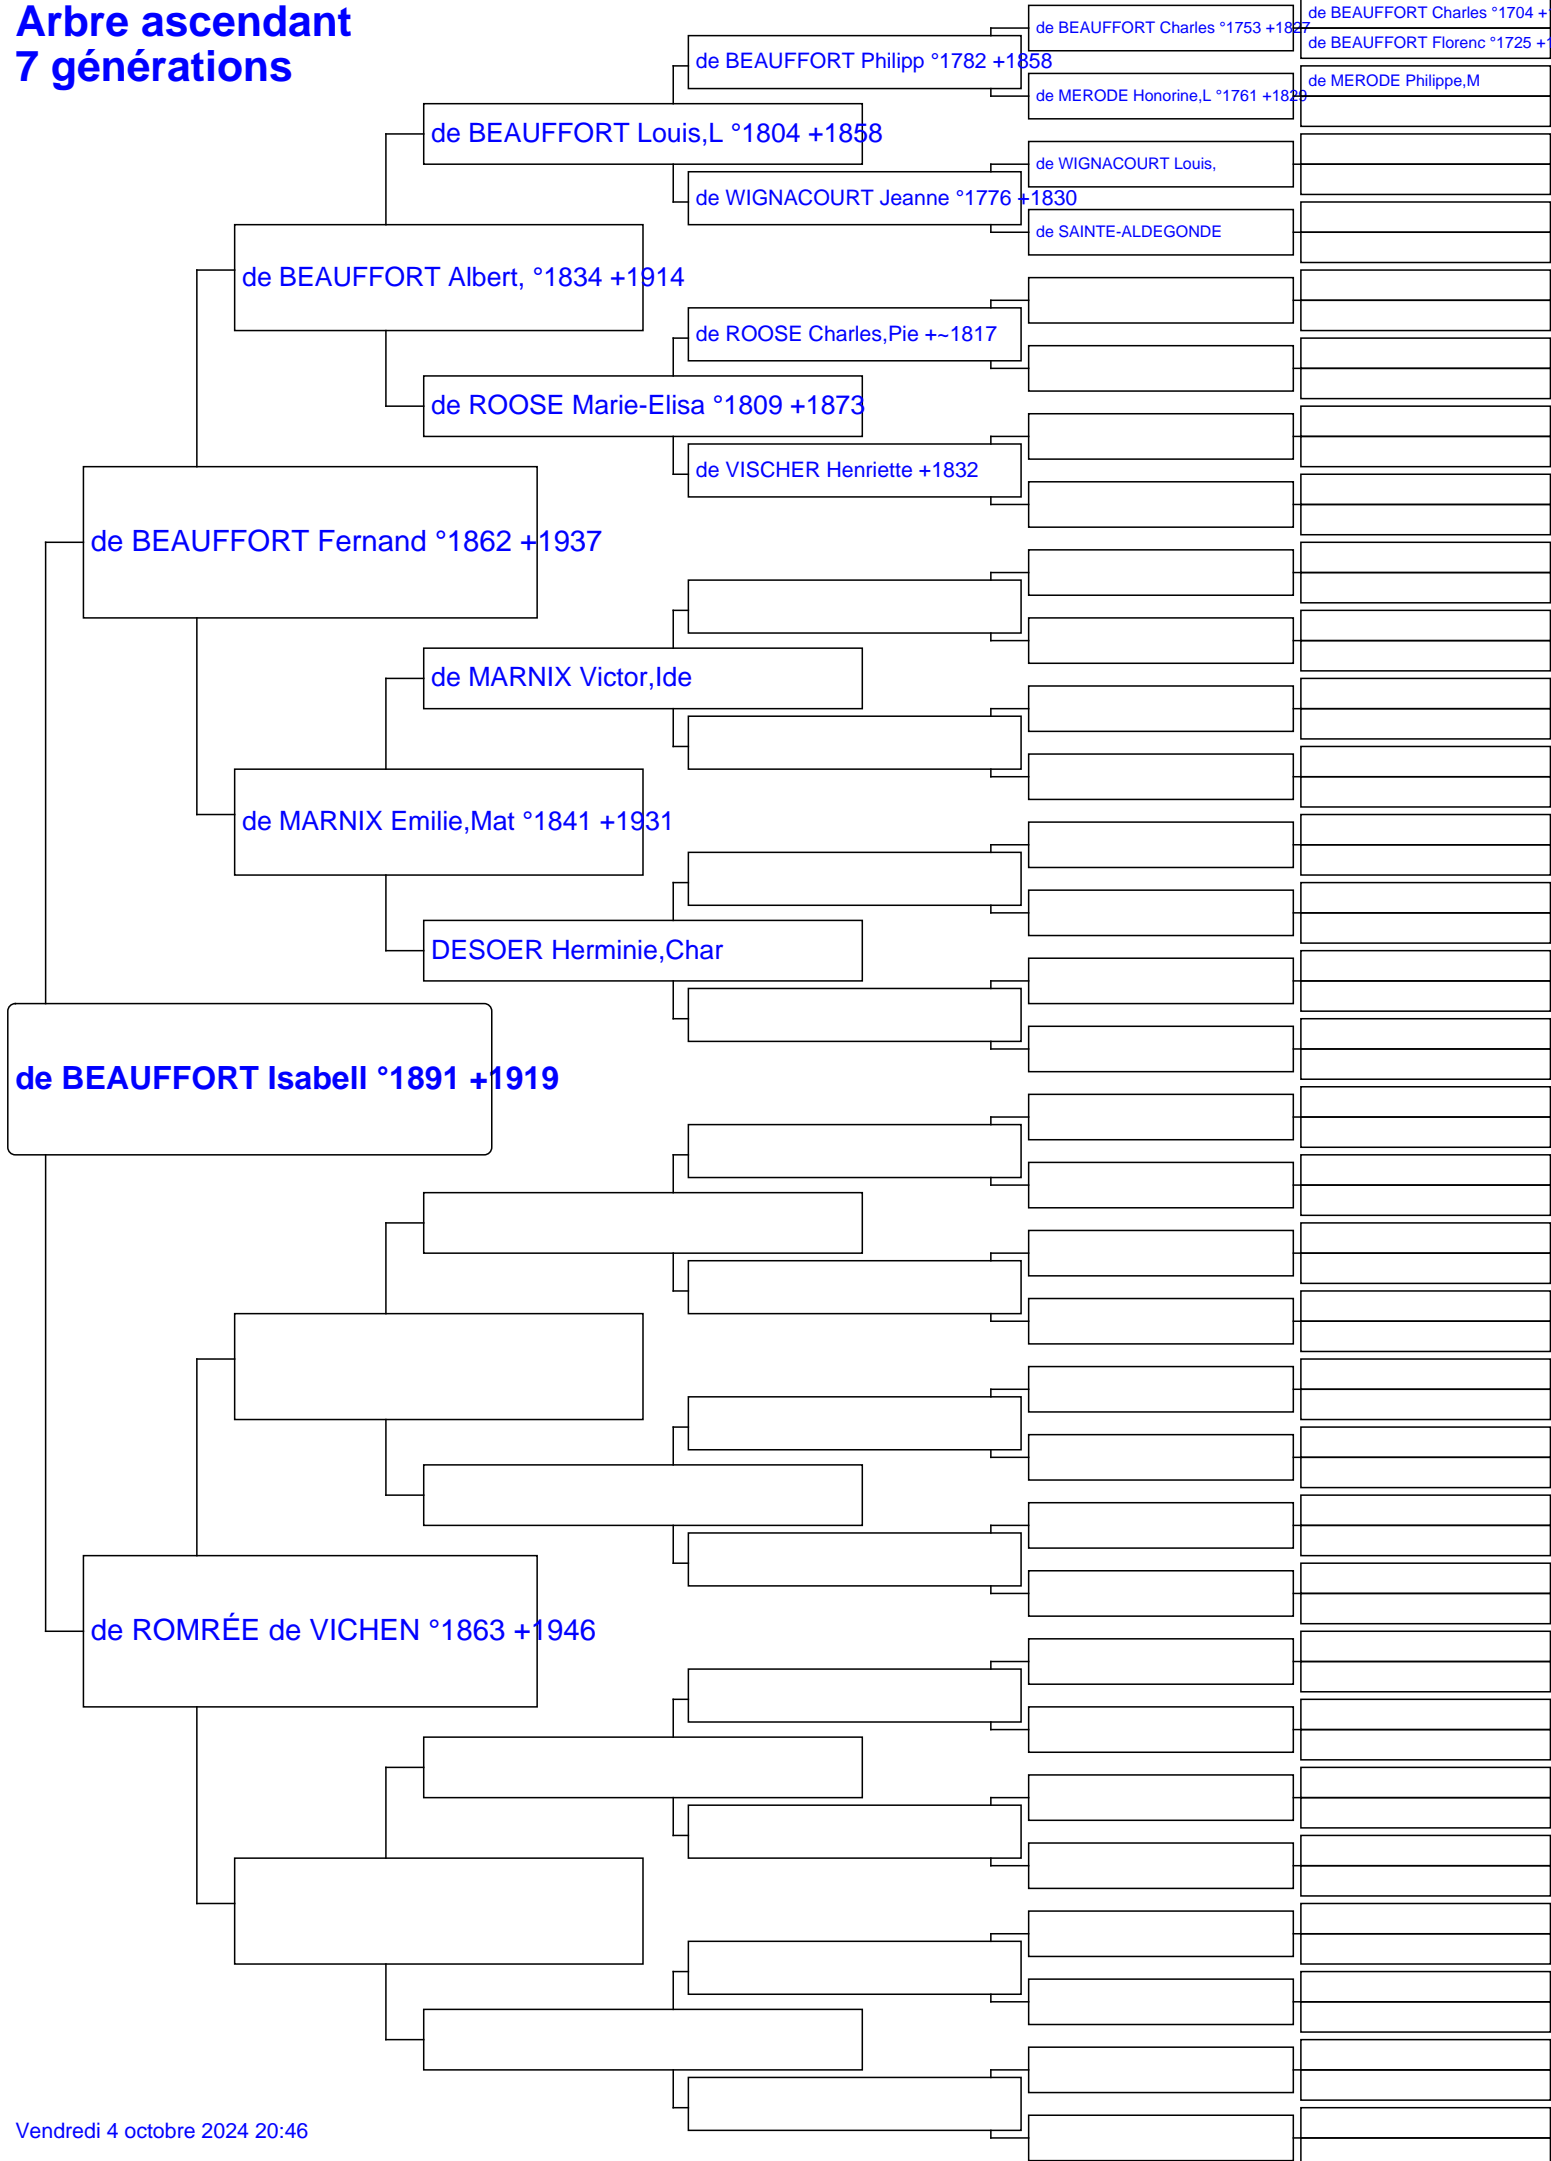 Arbre ascendant
7 générations
de BEAUFFORT Charles °1704 +
de BEAUFFORT Charles °1753 +1827
de BEAUFFORT Florenc °1725 +1
de BEAUFFORT Philipp °1782 +1858
de MERODE Philippe,M
de MERODE Honorine,L °1761 +1829
de BEAUFFORT Louis,L °1804 +1858
de WIGNACOURT Louis,
de WIGNACOURT Jeanne °1776 +1830
de SAINTE-ALDEGONDE
de BEAUFFORT Albert, °1834 +1914
de ROOSE Charles,Pie +~1817
de ROOSE Marie-Elisa °1809 +1873
de VISCHER Henriette +1832
de BEAUFFORT Fernand °1862 +1937
de MARNIX Victor,Ide
de MARNIX Emilie,Mat °1841 +1931
DESOER Herminie,Char
de BEAUFFORT Isabell °1891 +1919
de ROMRÉE de VICHEN °1863 +1946
Vendredi 4 octobre 2024 20:46